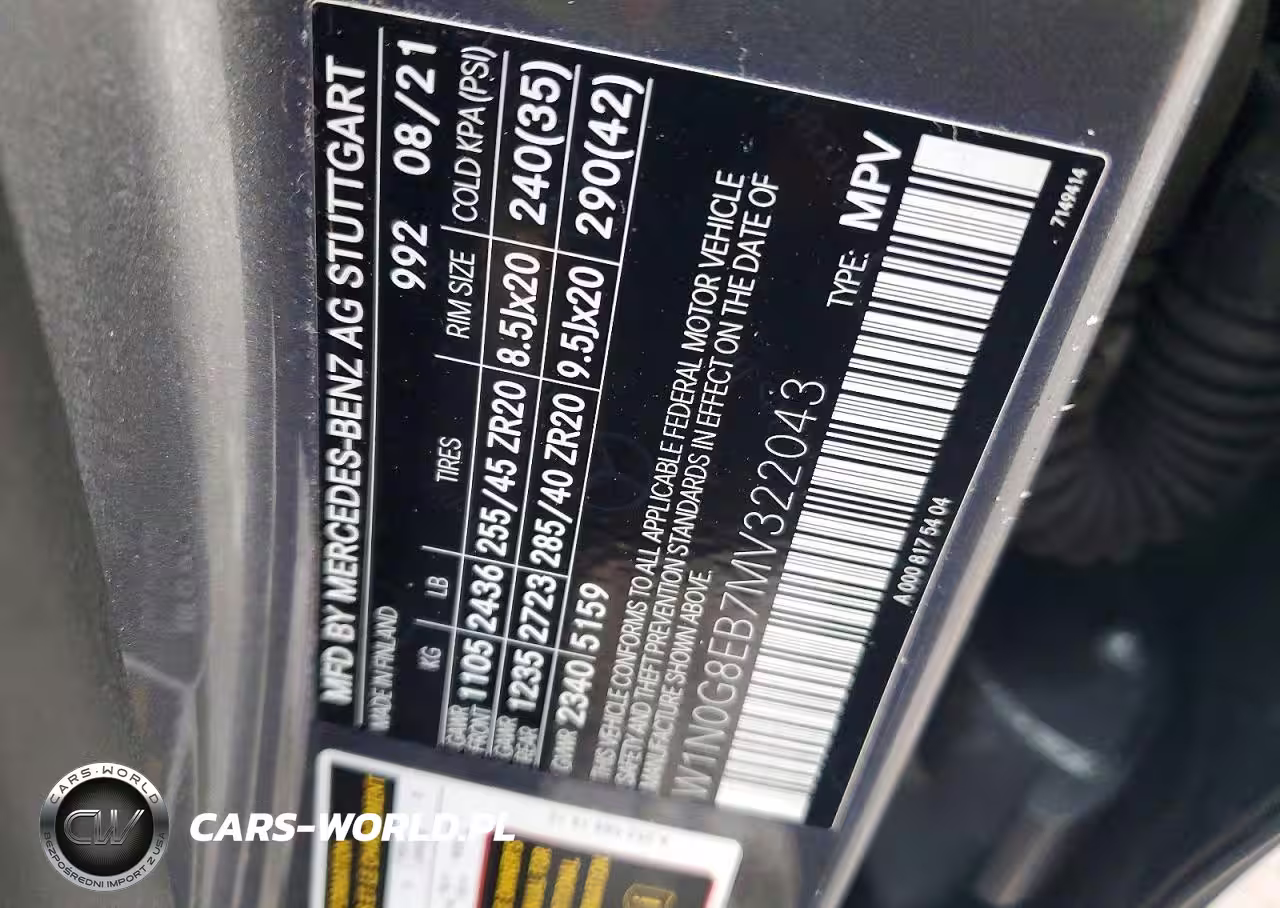 MFD BY MERCEDES-BENZ AG STUTTGART
MADE IN FINLAND 992 08/21
KG LB TIRES RIM SIZE COLD KPA(PSI)
GAWR FRONT 1105 2436 255/45 ZR20 8.5Jx20 240(35)
GAWR REAR 1235 2723 285/40 ZR20 9.5Jx20 290(42)
GVWR 2340 5159
THIS VEHICLE CONFORMS TO ALL APPLICABLE FEDERAL MOTOR VEHICLE
SAFETY AND THEFT PREVENTION STANDARDS IN EFFECT ON THE DATE OF
MANUFACTURE SHOWN ABOVE.
W1N0G8EB7MV322043 TYPE: MPV
A 000 817 54 04
7149414
CARS-WORLD
CW
BEZPOŚREDNI IMPORT Z USA
CARS-WORLD.PL